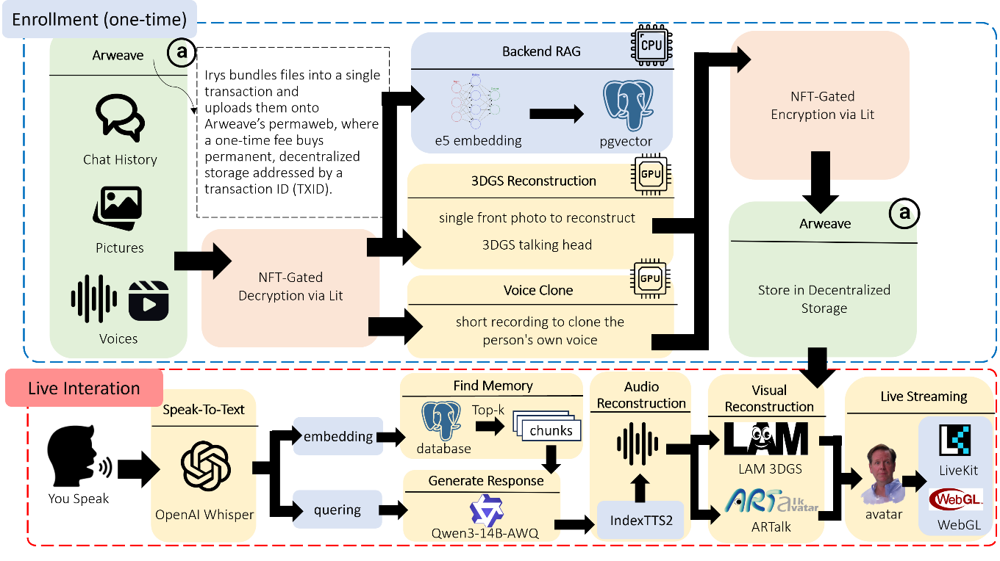 Enrollment (one-time)
Arweave
a
Chat History
Pictures
Voices
Irys bundles files into a single
transaction and
uploads them onto
Arweave's permaweb, where
a one-time fee buys
permanent, decentralized
storage addressed by a
transaction ID (TXID).
NFT-Gated
Decryption via Lit
Backend RAG
CPU
e5 embedding
pgvector
3DGS Reconstruction
GPU
single front photo to reconstruct
3DGS talking head
Voice Clone
GPU
short recording to clone the
person's own voice
NFT-Gated
Encryption via Lit
Arweave
a
Store in Decentralized
Storage
Live Interation
You Speak
Speak-To-Text
OpenAI Whisper
embedding
quering
Find Memory
database
Top-k
chunks
Generate Response
Qwen3-14B-AWQ
Audio
Reconstruction
IndexTTS2
Visual
Reconstruction
LAM
LAM 3DGS
ARTalk
avatar
ARTalk
Live Streaming
avatar
LiveKit
WebGL
WebGL